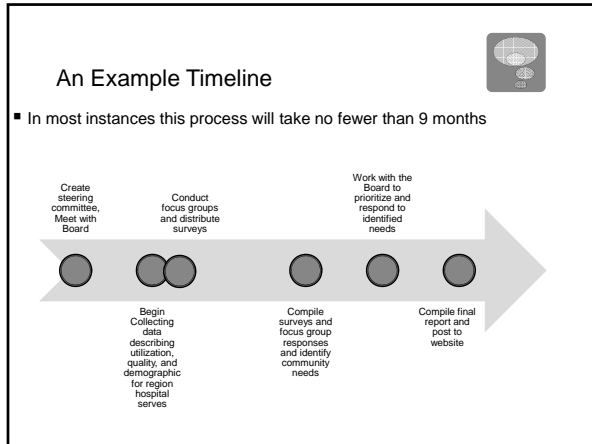 An Example Timeline
▪ In most instances this process will take no fewer than 9 months
Create
steering
committee,
Meet with
Board
Begin
Collecting
data
describing
utilization,
quality, and
demographic
for region
hospital
serves
Conduct
focus groups
and distribute
surveys
Compile
surveys and
focus group
responses
and identify
community
needs
Work with the
Board to
prioritize and
respond to
identified
needs
Compile final
report and
post to
website